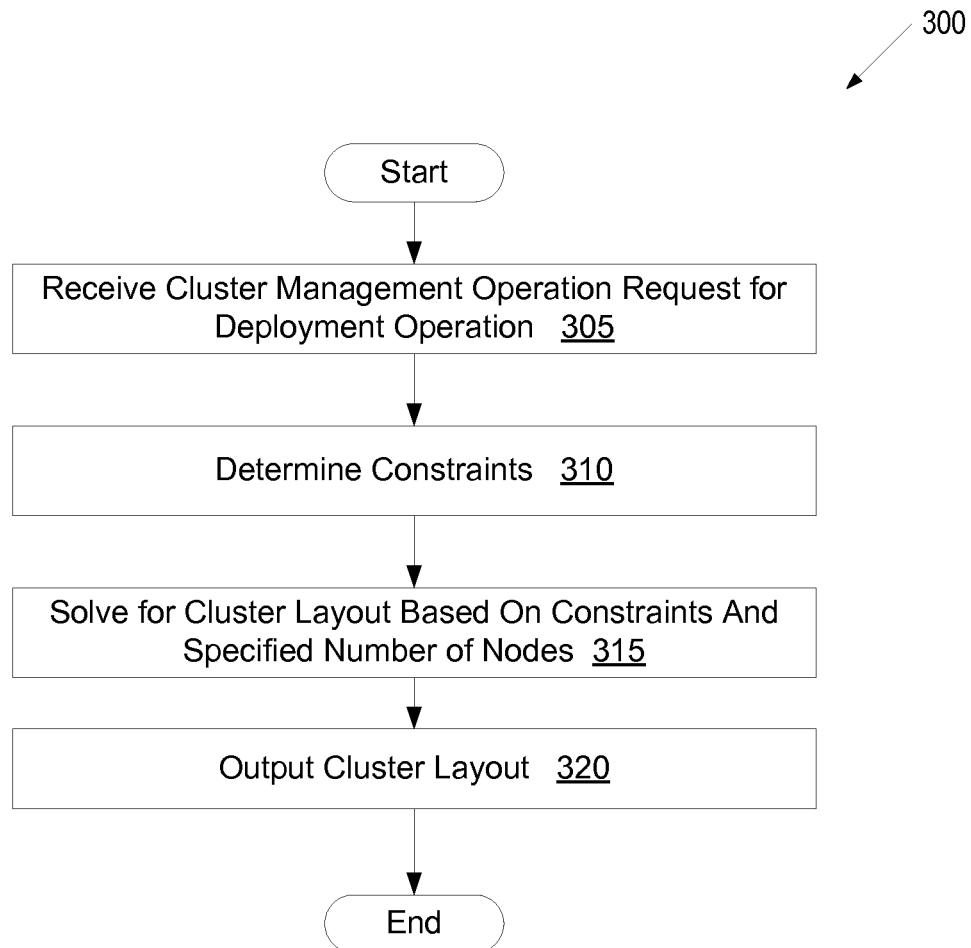 300
Start
Receive Cluster Management Operation Request for
Deployment Operation 305
Determine Constraints 310
Solve for Cluster Layout Based On Constraints And
Specified Number of Nodes 315
Output Cluster Layout 320
End